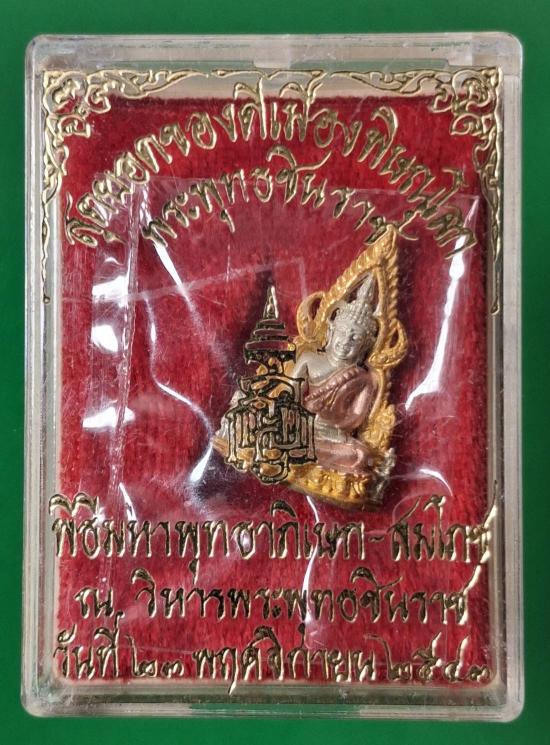 สุดยอดของดีเมืองพิษณุโลก
พระพุทธชินราช
พิธีมหาพุทธาภิเษก-สมโภช
ณ วิหารพระพุทธชินราช
วันที่ ๒๓ พฤศจิกายน ๒๕๔๓